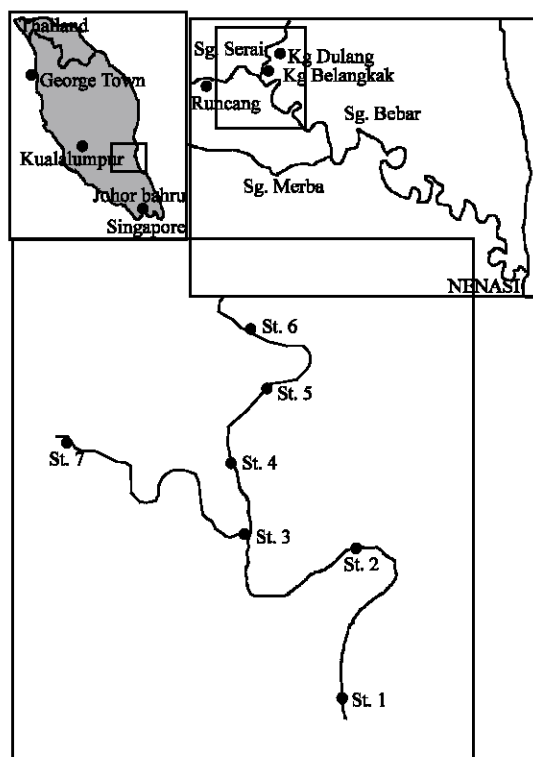 Thailand
George Town
Kualalumpur
Johor bahru
Singapore
Sg. Serai
Kg Dulang
Kg Belangkak
Runcang
Sg. Bebar
Sg. Merba
NENASI
St. 6
St. 5
St. 7
St. 4
St. 3
St. 2
St. 1